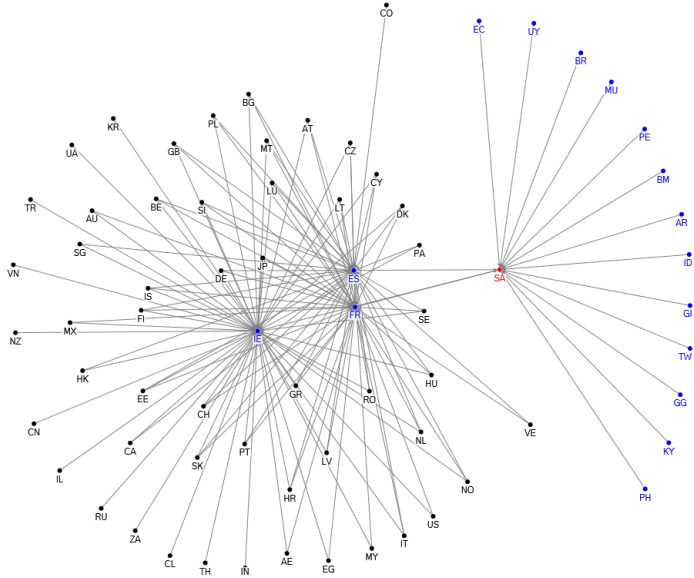 CO
EC
UY
BR
MU
BG
PL
KR
AT
PE
GB
MT
CZ
UA
BM
LU
CY
TR
AU
BE
SI
LT
DK
AR
SG
JP
PA
ID
VN
DE
ES
SA
IS
GI
FI
FR
SE
NZ
MX
IE
TW
HK
HU
EE
GR
RO
GG
CH
CN
NL
VE
CA
PT
KY
IL
SK
LV
NO
PH
HR
RU
US
ZA
IT
CL
TH
IN
AE
EG
MY